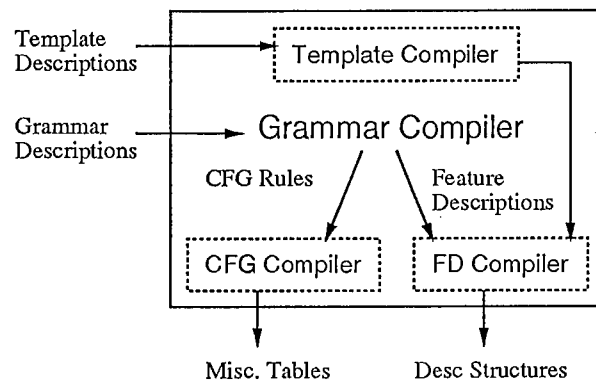 Template
Descriptions
Template Compiler
Grammar
Descriptions
Grammar Compiler
CFG Rules
Feature
Descriptions
CFG Compiler
FD Compiler
Misc. Tables
Desc Structures